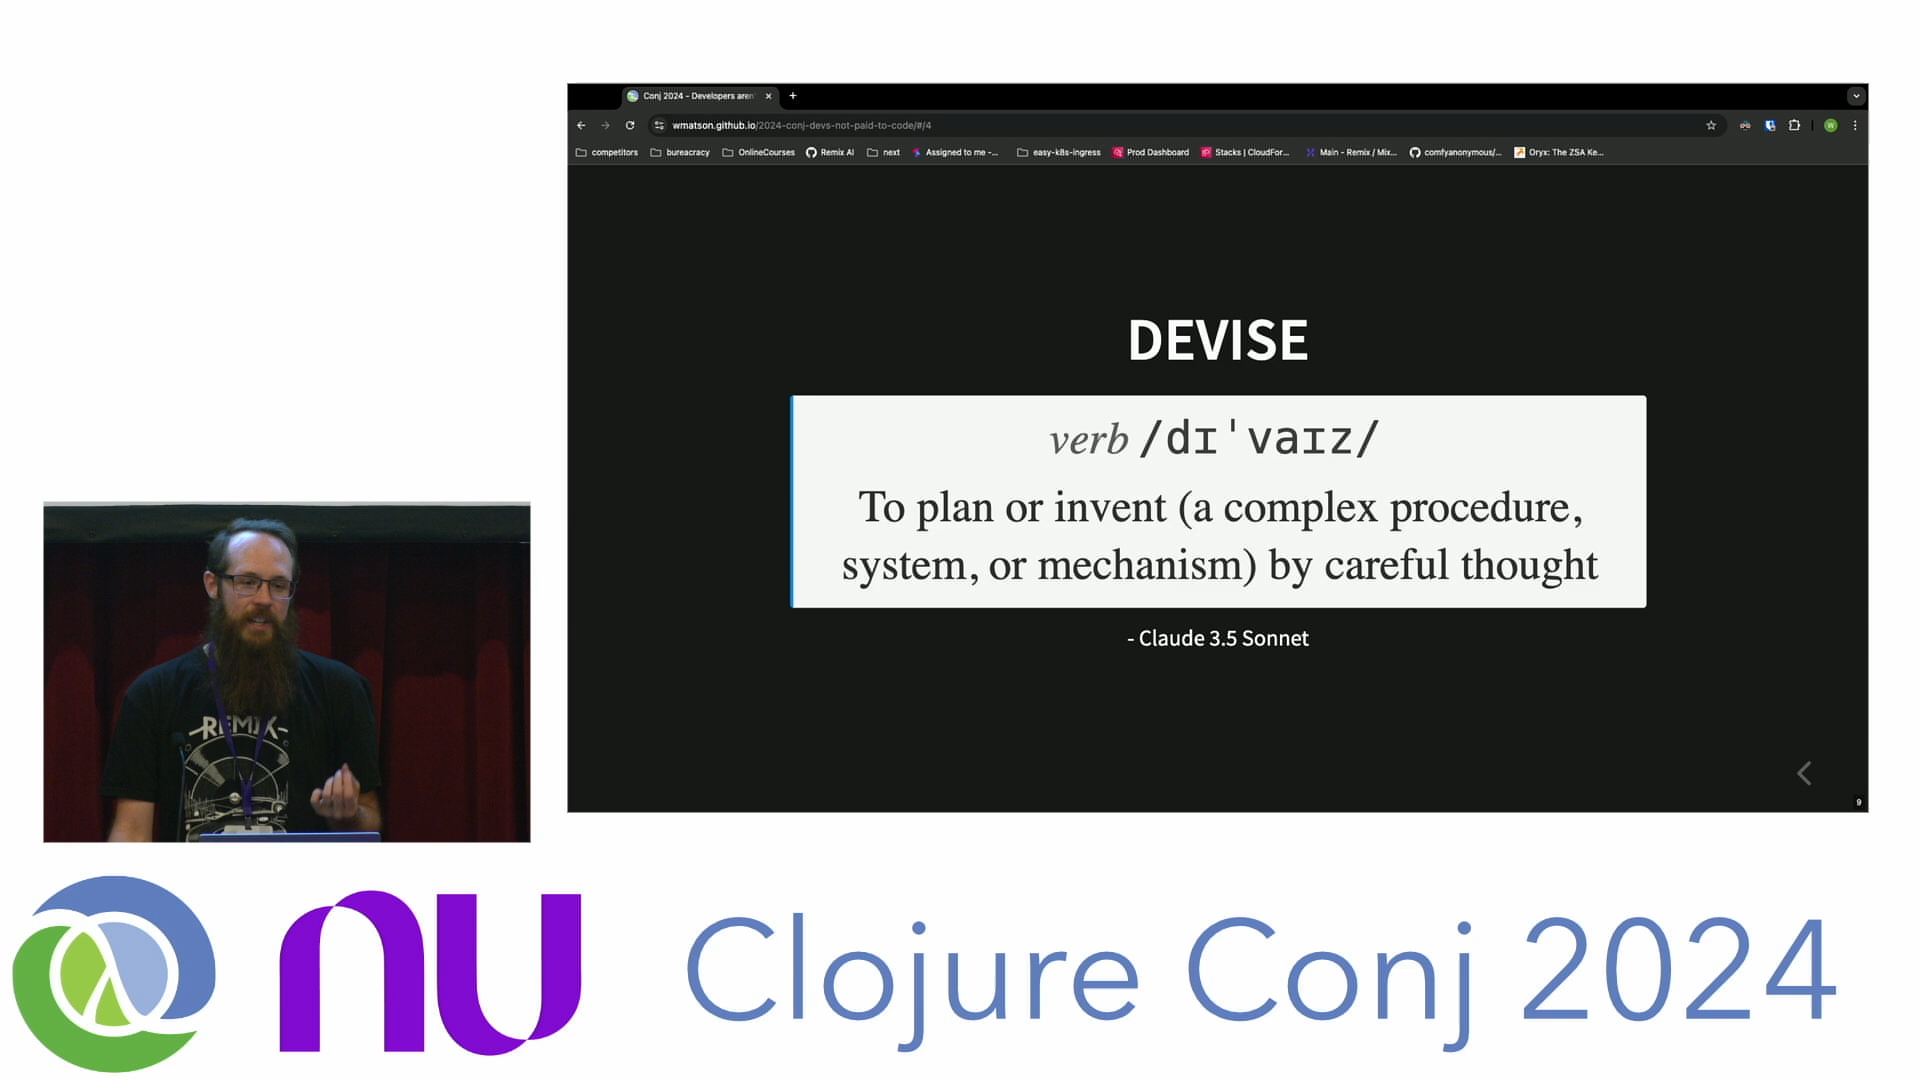 Conj 2024 - Developers aren'
wmatson.github.io/2024-conj-devs-not-paid-to-code/#/4
competitors
bureacracy
OnlineCourses
Remix AI
next
Assigned to me -...
easy-k8s-ingress
Prod Dashboard
Stacks | CloudFor...
Main - Remix / Mix...
comfyanonymous/...
Oryx: The ZSA Ke...
DEVISE
verb /dɪˈvaɪz/
To plan or invent (a complex procedure,
system, or mechanism) by careful thought
- Claude 3.5 Sonnet
9
REMIX
nu
Clojure Conj 2024